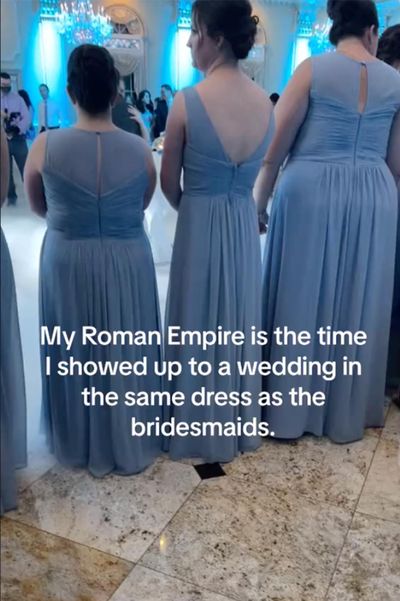 My Roman Empire is the time
I showed up to a wedding in
the same dress as the
bridesmaids.